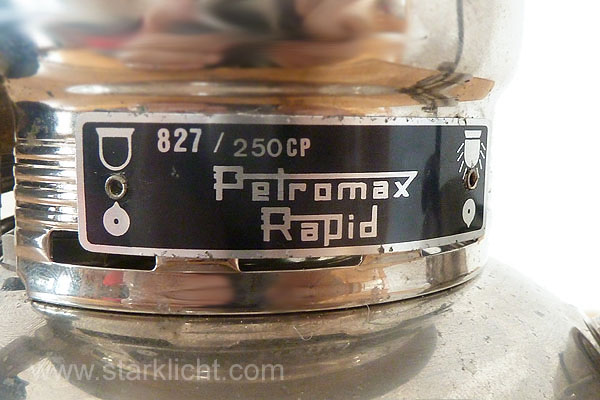 827 / 250CP
Petromax
Rapid
www.starklicht.com